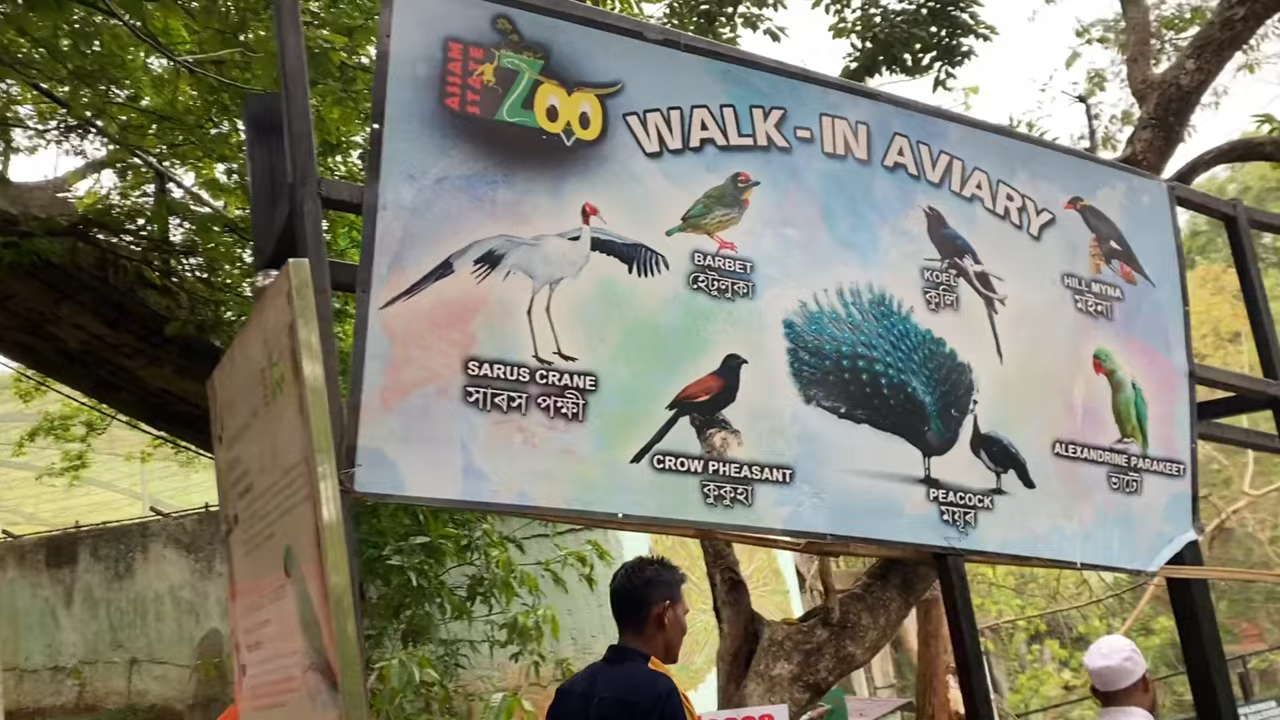 ASSAM
STATE
ZOO
WALK-IN AVIARY
BARBET
হেটুলুকা
KOEL
কুলি
HILL MYNA
মইনা
SARUS CRANE
সাৰস পক্ষী
CROW PHEASANT
কুকুহা
PEACOCK
ময়ূৰ
ALEXANDRINE PARAKEET
ভাটৌ